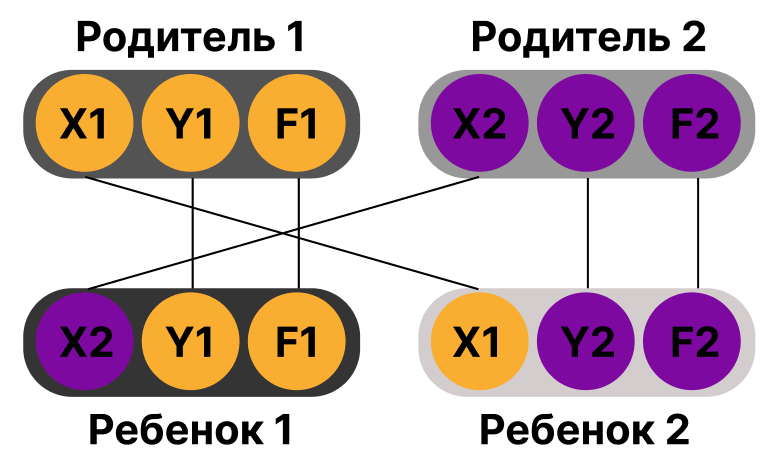 Родитель 1 Родитель 2
X1 Y1 F1 X2 Y2 F2
X2 Y1 F1 X1 Y2 F2
Ребенок 1 Ребенок 2